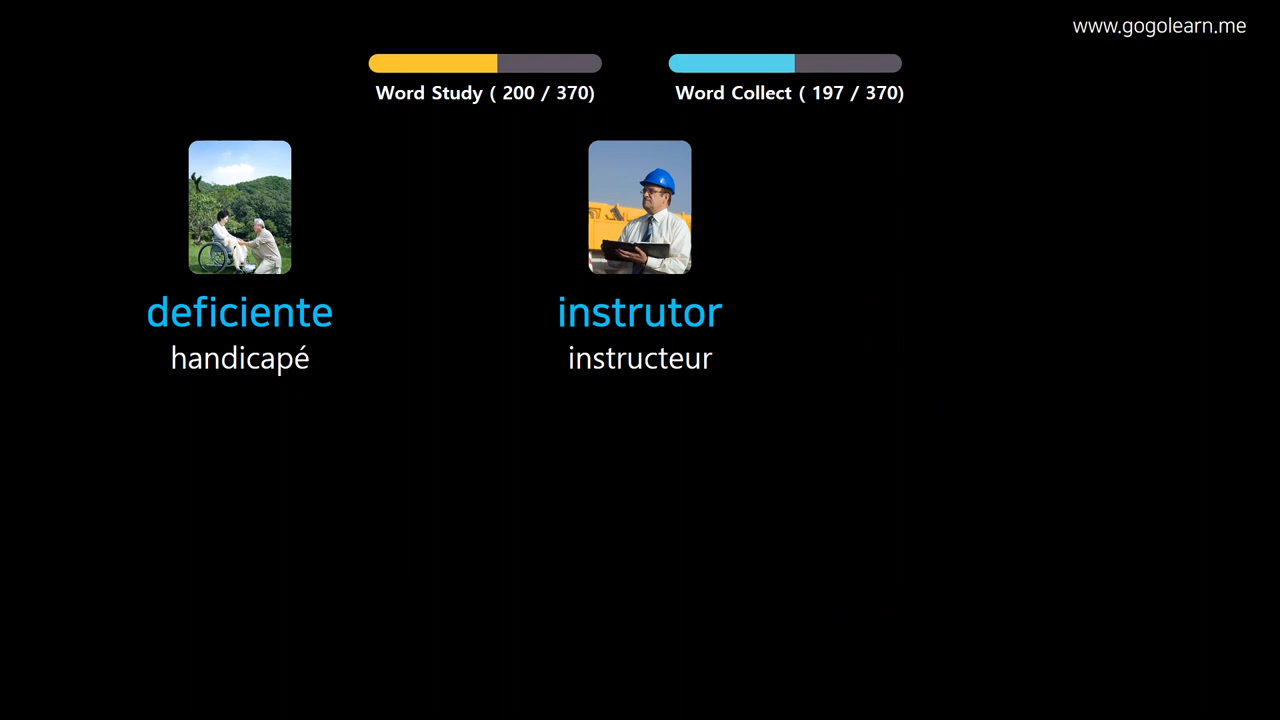 www.gogolearn.me
Word Study ( 200 / 370)
Word Collect ( 197 / 370)
deficiente
instrutor
handicapé
instructeur